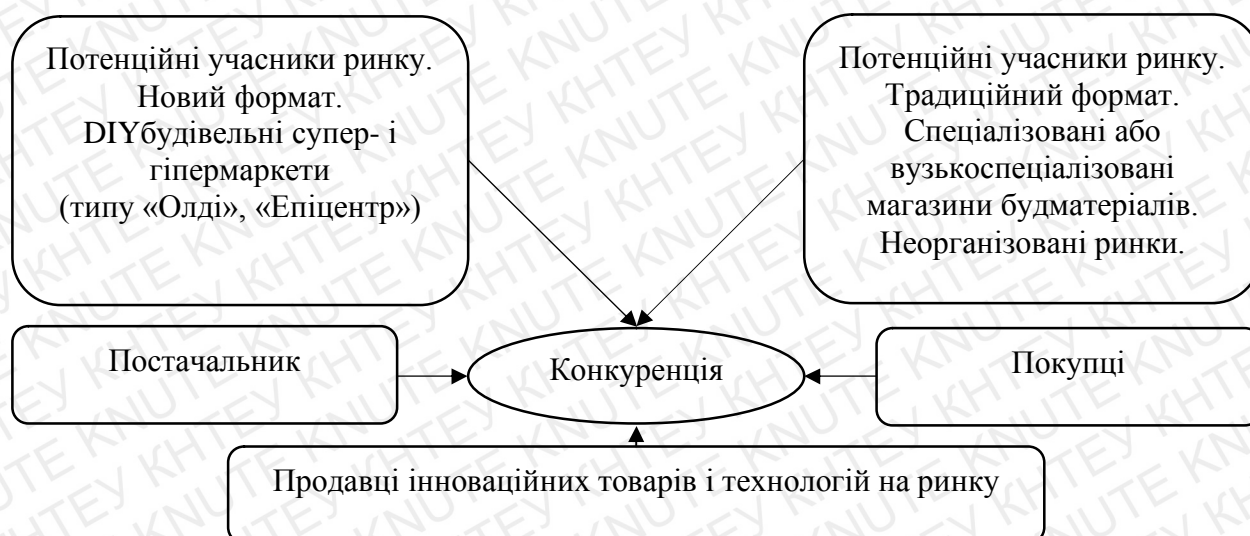 Потенційні учасники ринку.
Новий формат.
DIYбудівельні супер- і
гіпермаркети
(типу «Олді», «Епіцентр»)
Потенційні учасники ринку.
Традиційний формат.
Спеціалізовані або
вузькоспеціалізовані
магазини будматеріалів.
Неорганізовані ринки.
Постачальник
Конкуренція
Покупці
Продавці інноваційних товарів і технологій на ринку